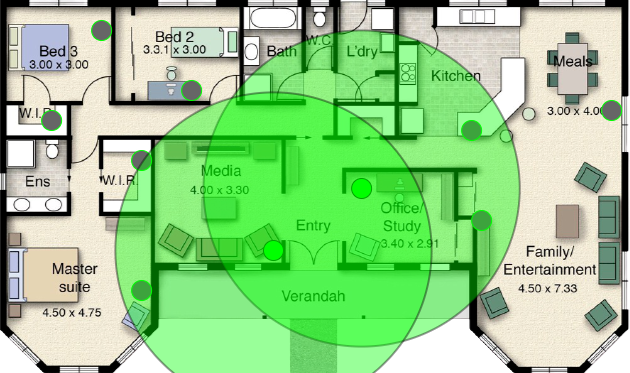 Bed 3
3.00 x 3.00
Bed 2
3.3.1 x 3.00
Bath
W.C.
L'dry
Kitchen
Meals
3.00 x 4.00
W.I.R.
Ens
W.I.R.
Media
4.00 x 3.30
Entry
Office/
Study
3.40 x 2.91
Master
suite
4.50 x 4.75
Verandah
Family/
Entertainment
4.50 x 7.33